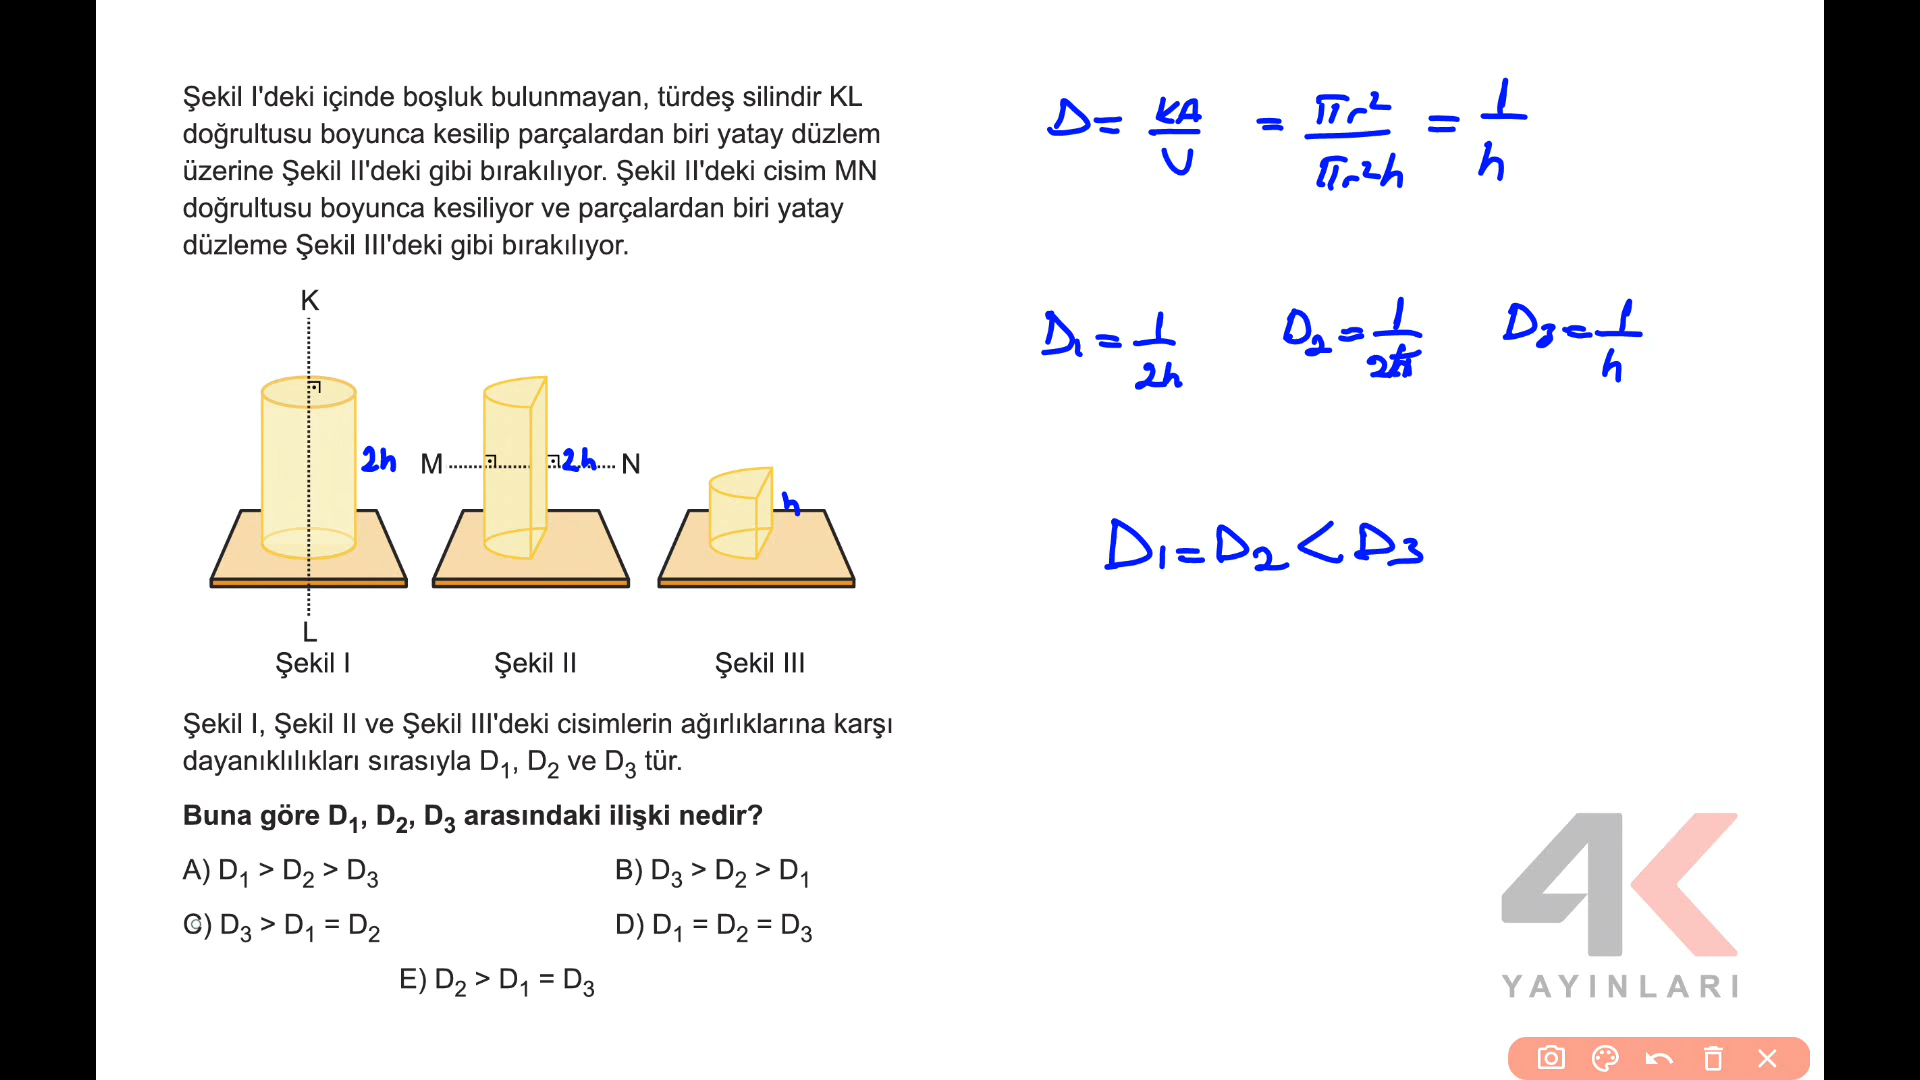 Şekil I'deki içinde boşluk bulunmayan, türdeş silindir KL
doğrultusu boyunca kesilip parçalardan biri yatay düzlem
üzerine Şekil II'deki gibi bırakılıyor. Şekil II'deki cisim MN
doğrultusu boyunca kesiliyor ve parçalardan biri yatay
düzleme Şekil III'deki gibi bırakılıyor.
K
2h
M
2h
N
h
L
Şekil I
Şekil II
Şekil III
Şekil I, Şekil II ve Şekil III'deki cisimlerin ağırlıklarına karşı
dayanıklılıkları sırasıyla D₁, D₂ ve D₃ tür.
Buna göre D₁, D₂, D₃ arasındaki ilişki nedir?
A) D₁ > D₂ > D₃
B) D₃ > D₂ > D₁
C) D₃ > D₁ = D₂
D) D₁ = D₂ = D₃
E) D₂ > D₁ = D₃
D = KA/V = πr²/πr²h = 1/h
D₁ = 1/2h D₂ = 1/2h D₃ = 1/h
D₁ = D₂ < D₃
4K
YAYINLARI